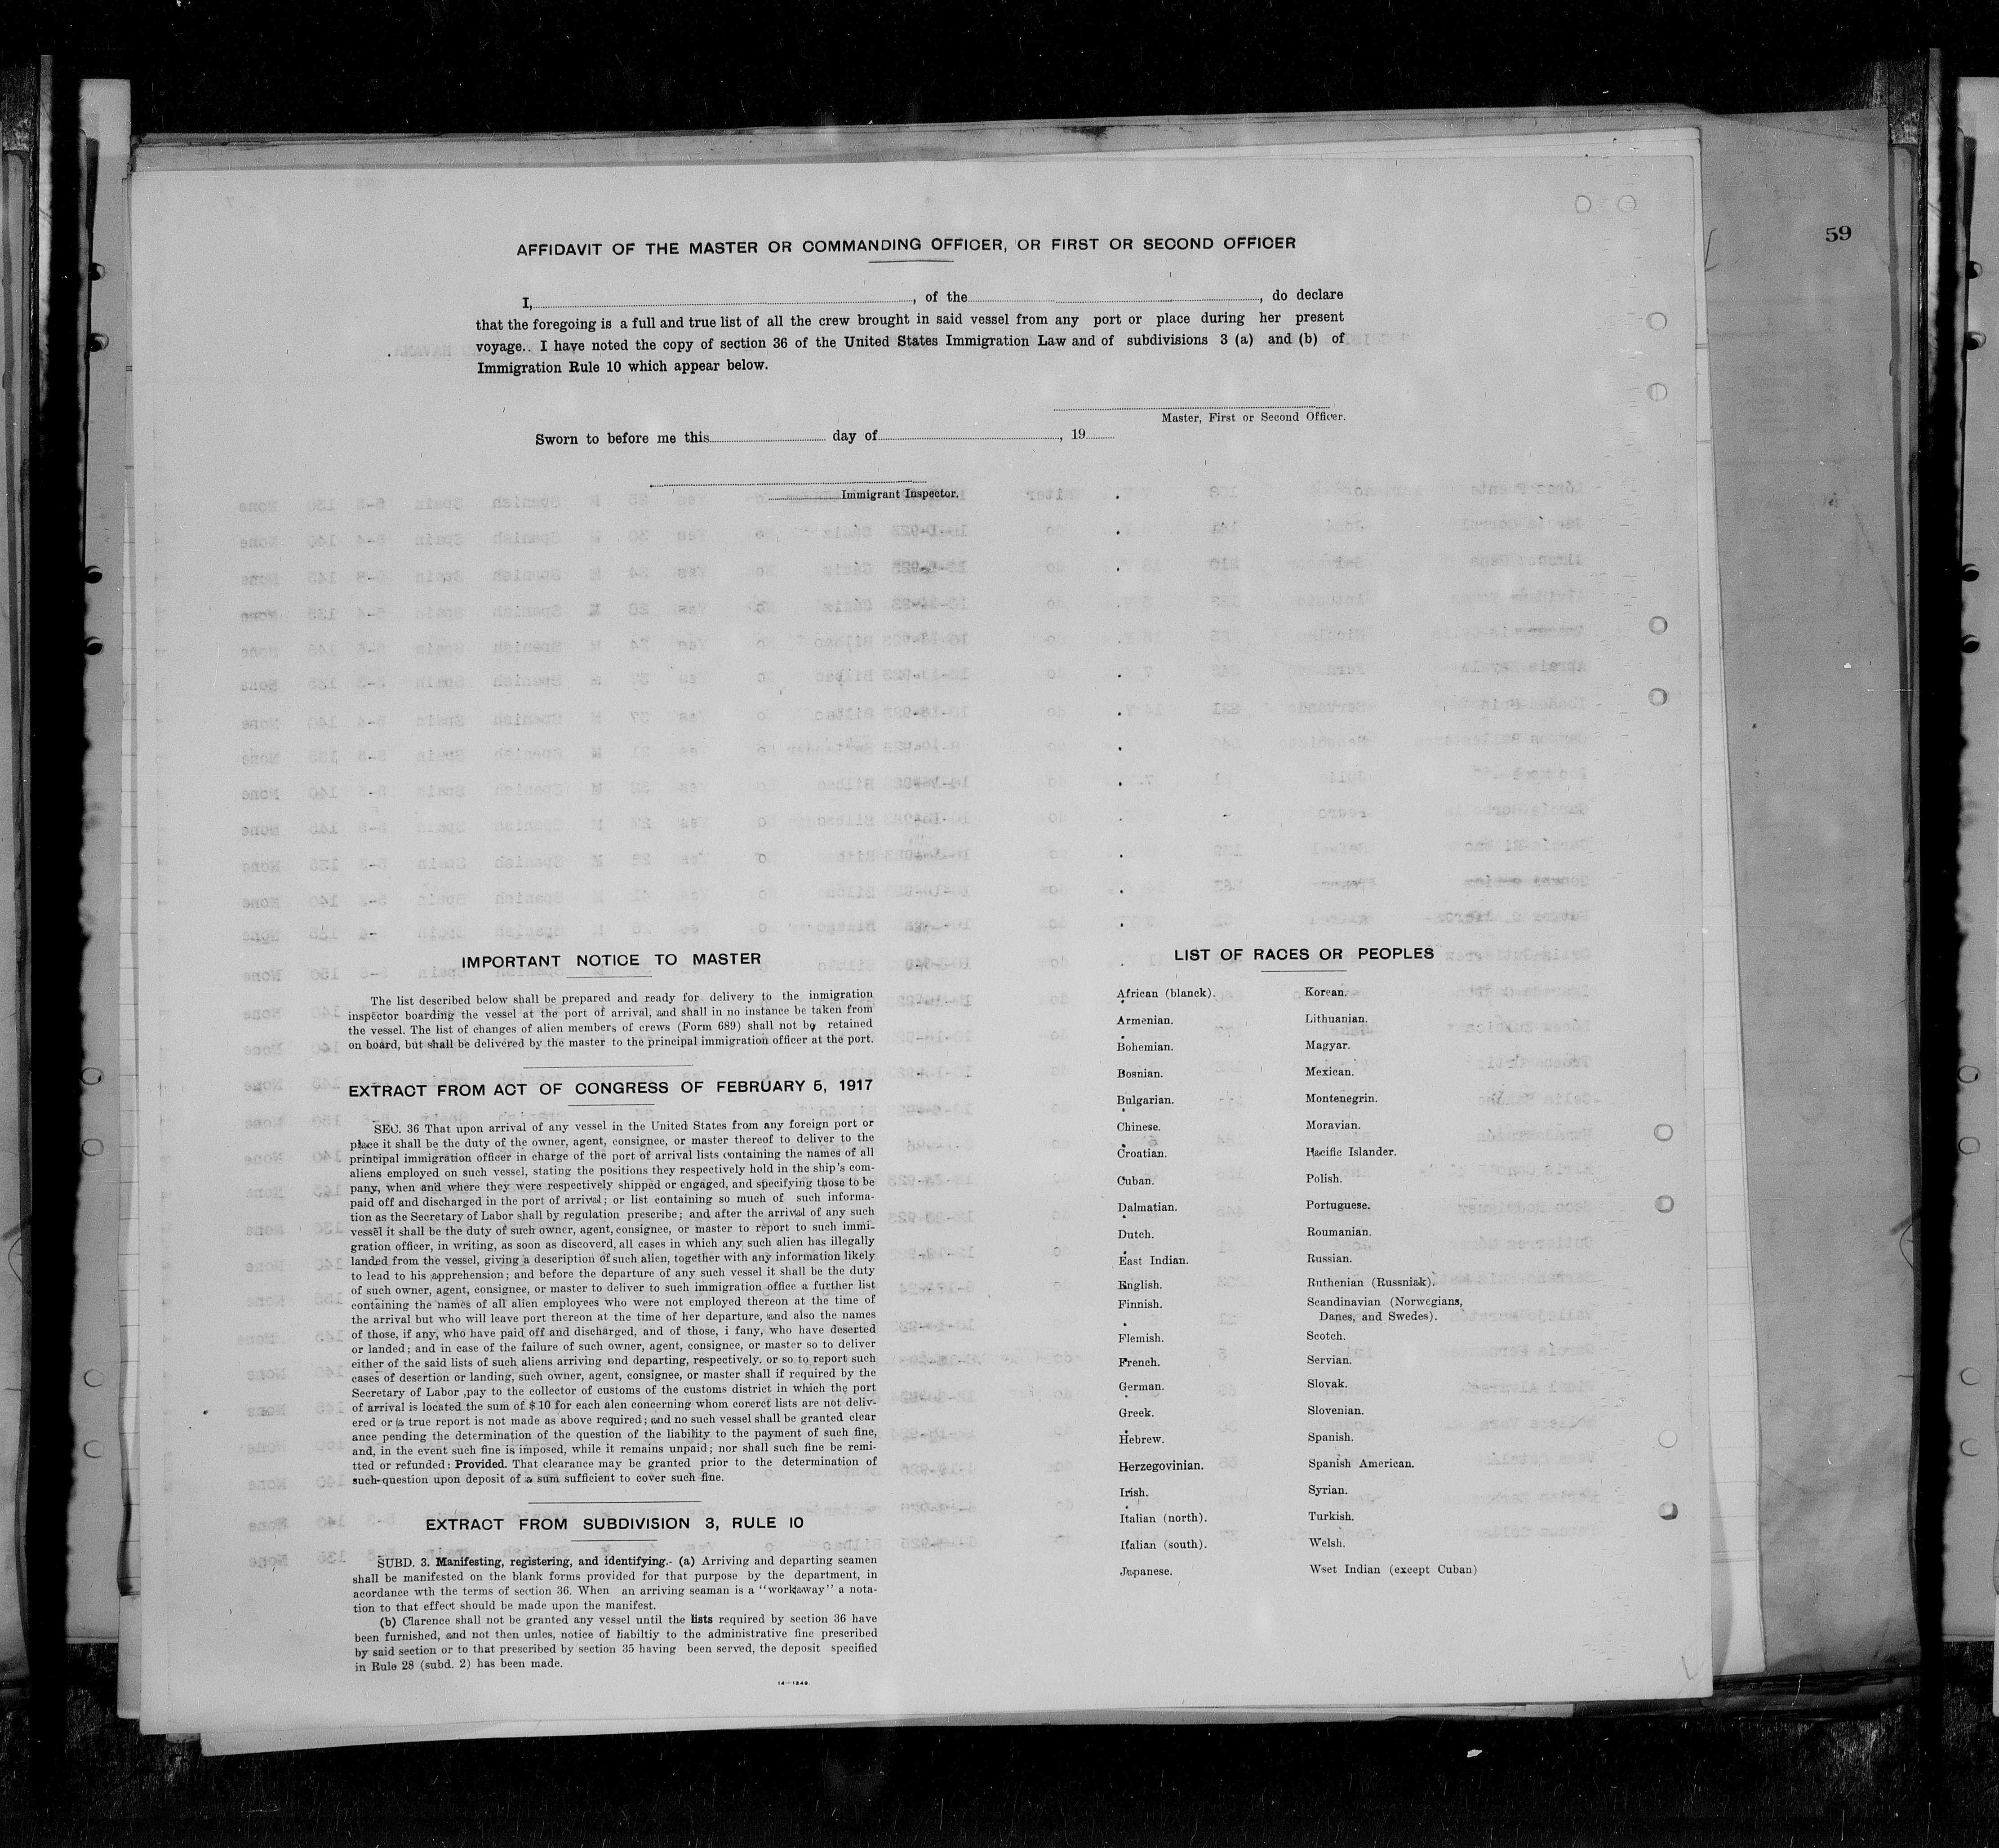 59
AFFIDAVIT OF THE MASTER OR COMMANDING OFFICER, OR FIRST OR SECOND OFFICER
I, , of the , do declare
that the foregoing is a full and true list of all the crew brought in said vessel from any port or place during her present
voyage.. I have noted the copy of section 36 of the United States Immigration Law and of subdivisions 3 (a) and (b) of
Immigration Rule 10 which appear below.
Master, First or Second Officer.
Sworn to before me this day of , 19
Immigrant Inspector.
IMPORTANT NOTICE TO MASTER
The list described below shall be prepared and ready for delivery to the inmigration
inspector boarding the vessel at the port of arrival, and shall in no instance be taken from
the vessel. The list of changes of alien members of crews (Form 689) shall not by retained
on board, but shall be delivered by the master to the principal immigration officer at the port.
EXTRACT FROM ACT OF CONGRESS OF FEBRUARY 5, 1917
SEC. 36 That upon arrival of any vessel in the United States from any foreign port or
place it shall be the duty of the owner, agent, consignee, or master thereof to deliver to the
principal immigration officer in charge of the port of arrival lists containing the names of all
aliens employed on such vessel, stating the positions they respectively hold in the ship's com-
pany, when and where they were respectively shipped or engaged, and specifying those to be
paid off and discharged in the port of arrival; or list containing so much of such informa-
tion as the Secretary of Labor shall by regulation prescribe; and after the arrival of any such
vessel it shall be the duty of such owner, agent, consignee, or master to report to such immi-
gration officer, in writing, as soon as discoverd, all cases in which any such alien has illegally
landed from the vessel, giving a description of such alien, together with any information likely
to lead to his apprehension; and before the departure of any such vessel it shall be the duty
of such owner, agent, consignee, or master to deliver to such immigration office a further list
containing the names of all alien employees who were not employed thereon at the time of
the arrival but who will leave port thereon at the time of her departure, and also the names
of those, if any, who have paid off and discharged, and of those, i fany, who have deserted
or landed; and in case of the failure of such owner, agent, consignee, or master so to deliver
either of the said lists of such aliens arriving and departing, respectively. or so to report such
cases of desertion or landing, such owner, agent, consignee, or master shall if required by the
Secretary of Labor ,pay to the collector of customs of the customs district in which the port
of arrival is located the sum of $ 10 for each alen concerning whom corerct lists are not deliv-
ered or a true report is not made as above required; and no such vessel shall be granted clear
ance pending the determination of the question of the liability to the payment of such fine,
and, in the event such fine is imposed, while it remains unpaid; nor shall such fine be remi-
tted or refunded: Provided. That clearance may be granted prior to the determination of
such-question upon deposit of a sum sufficient to cover such fine.
EXTRACT FROM SUBDIVISION 3, RULE 10
SUBD. 3. Manifesting, registering, and identifying.- (a) Arriving and departing seamen
shall be manifested on the blank forms provided for that purpose by the department, in
acordance wth the terms of section 36. When an arriving seaman is a "workaway" a nota-
tion to that effect should be made upon the manifest.
(b) Clarence shall not be granted any vessel until the lists required by section 36 have
been furnished, and not then unles, notice of liabiltiy to the administrative fine prescribed
by said section or to that prescribed by section 35 having been served, the deposit specified
in Rule 28 (subd. 2) has been made.
14—1249.
LIST OF RACES OR PEOPLES
African (blanck).
Armenian.
Bohemian.
Bosnian.
Bulgarian.
Chinese.
Croatian.
Cuban.
Dalmatian.
Dutch.
East Indian.
English.
Finnish.
Flemish.
French.
German.
Greek.
Hebrew.
Herzegovinian.
Irish.
Italian (north).
Italian (south).
Japanese.
Korean.
Lithuanian.
Magyar.
Mexican.
Montenegrin.
Moravian.
Pacific Islander.
Polish.
Portuguese.
Roumanian.
Russian.
Ruthenian (Russniak).
Scandinavian (Norwegians,
Danes, and Swedes).
Scotch.
Servian.
Slovak.
Slovenian.
Spanish.
Spanish American.
Syrian.
Turkish.
Welsh.
Wset Indian (except Cuban)